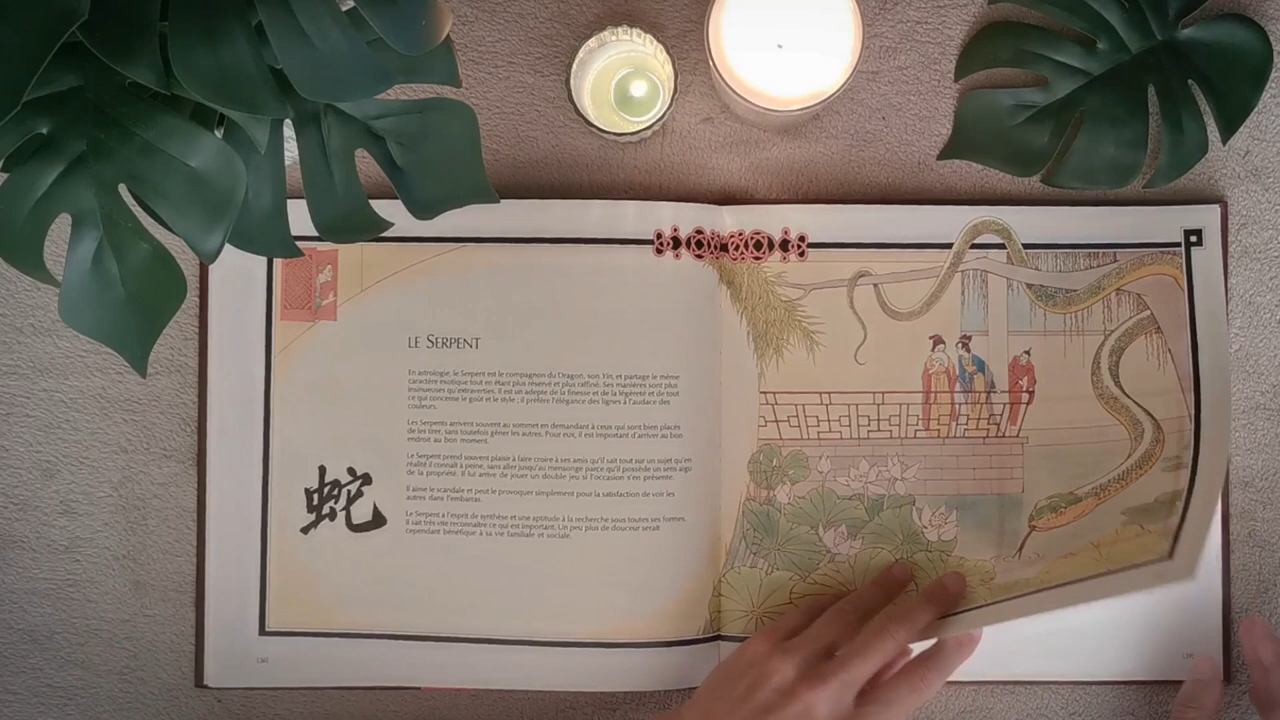 LE SERPENT
En astrologie, le Serpent est le compagnon du Dragon, son Yin, et partage le même
caractère exotique tout en étant plus réservé et plus raffiné. Ses manières sont plus
insinueuses qu'extraverties. Il est un adepte de la finesse et de la légèreté et de tout
ce qui concerne le goût et le style ; il préfère l'élégance des lignes à l'audace des
couleurs.
Les Serpents arrivent souvent au sommet en demandant à ceux qui sont bien placés
de les tirer, sans toutefois gêner les autres. Pour eux, il est important d'arriver au bon
endroit au bon moment.
Le Serpent prend souvent plaisir à faire croire à ses amis qu'il sait tout sur un sujet qu'en
réalité il connaît à peine, sans aller jusqu'au mensonge parce qu'il possède un sens aigu
de la propriété. Il lui arrive de jouer un double jeu si l'occasion s'en présente.
Il aime le scandale et peut le provoquer simplement pour la satisfaction de voir les
autres dans l'embarras.
Le Serpent a l'esprit de synthèse et une aptitude à la recherche sous toutes ses formes.
Il sait très vite reconnaître ce qui est important. Un peu plus de douceur serait
cependant bénéfique à sa vie familiale et sociale.
蛇